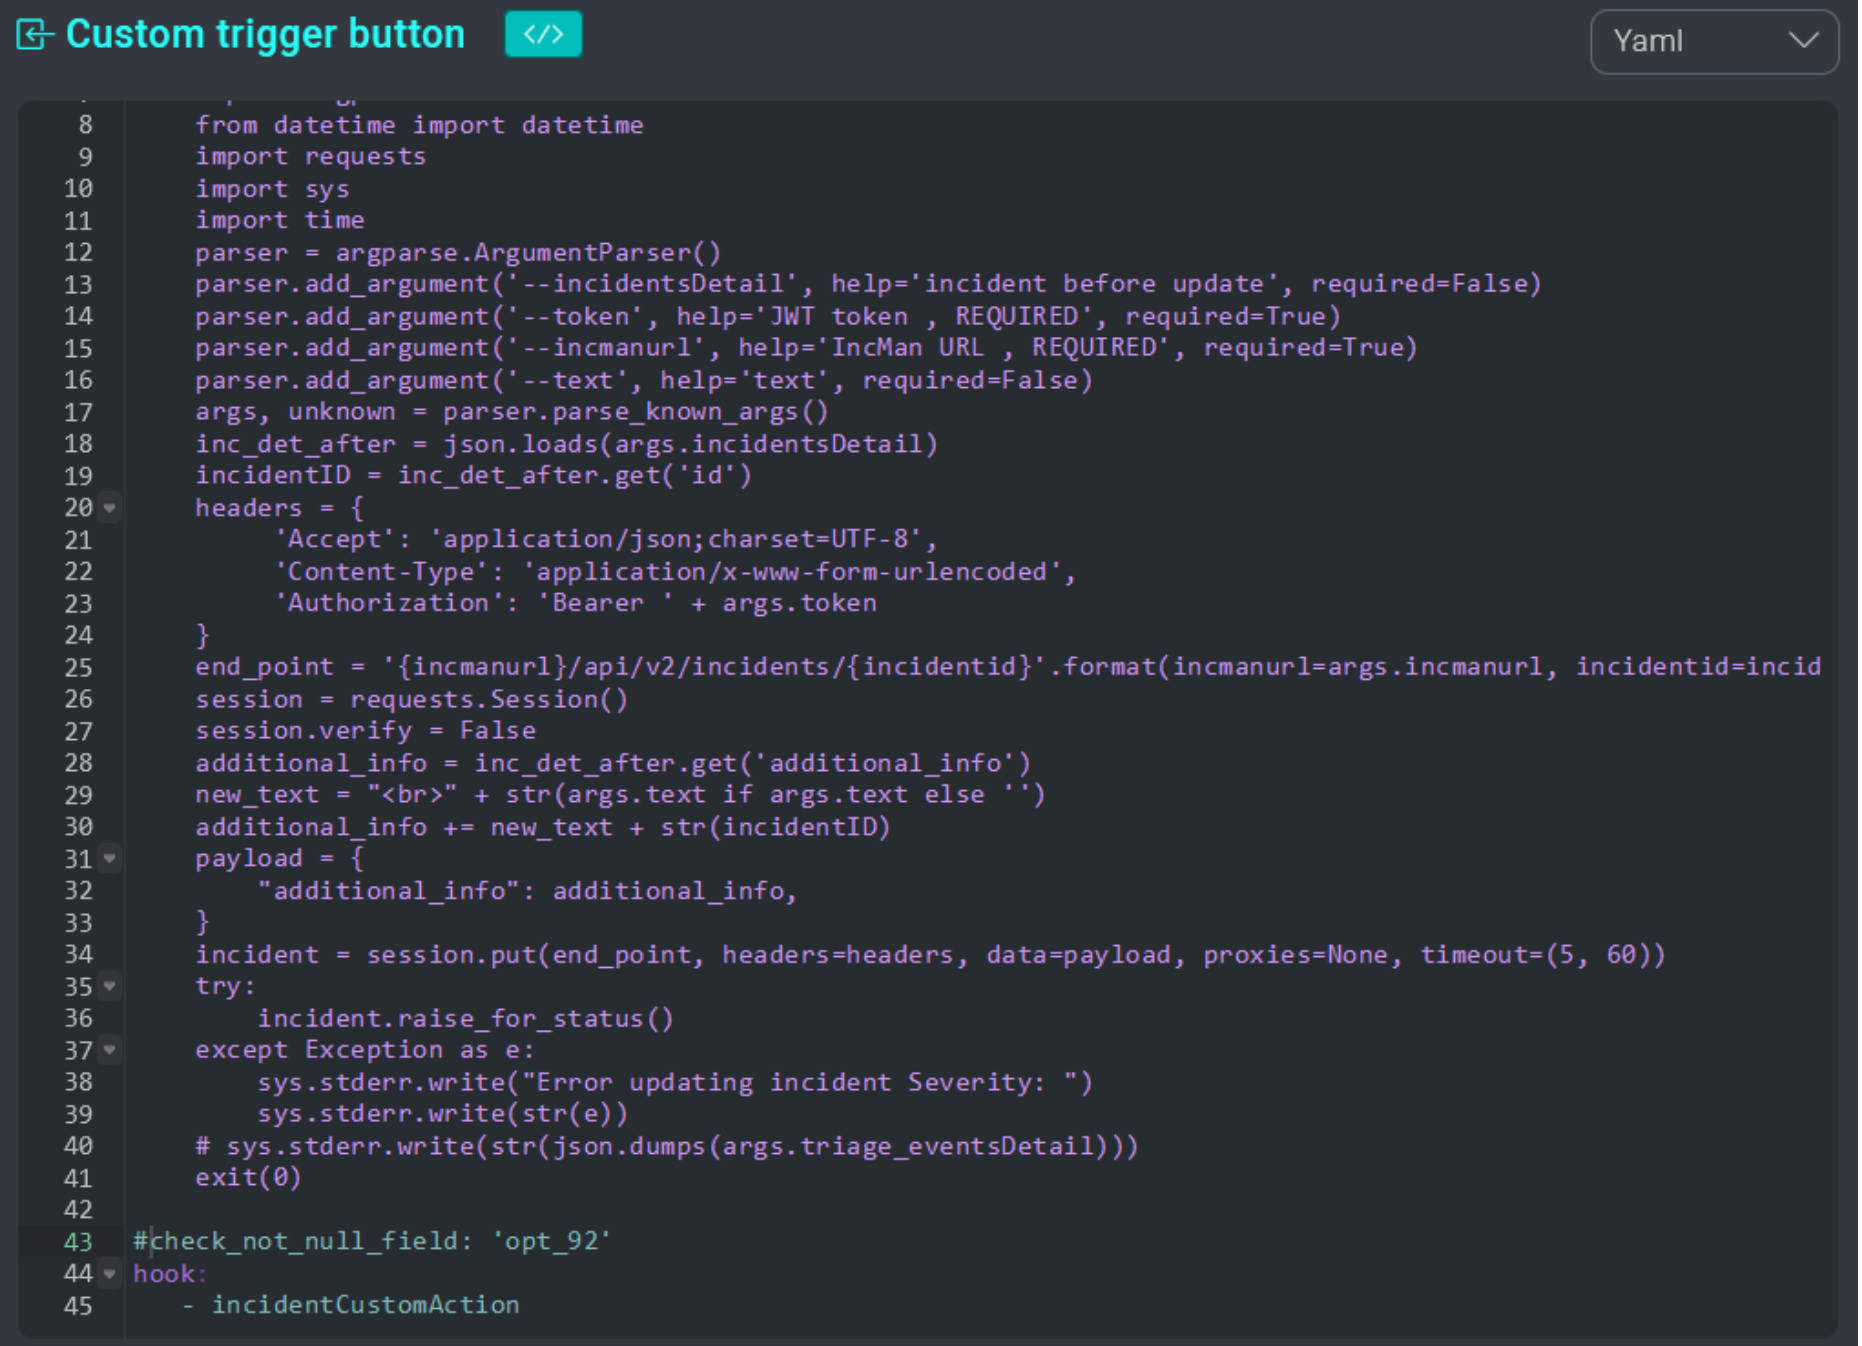 Custom trigger button </> Yaml
8 from datetime import datetime
9 import requests
10 import sys
11 import time
12 parser = argparse.ArgumentParser()
13 parser.add_argument('--incidentsDetail', help='incident before update', required=False)
14 parser.add_argument('--token', help='JWT token , REQUIRED', required=True)
15 parser.add_argument('--incmanurl', help='IncMan URL , REQUIRED', required=True)
16 parser.add_argument('--text', help='text', required=False)
17 args, unknown = parser.parse_known_args()
18 inc_det_after = json.loads(args.incidentsDetail)
19 incidentID = inc_det_after.get('id')
20 headers = {
21 'Accept': 'application/json;charset=UTF-8',
22 'Content-Type': 'application/x-www-form-urlencoded',
23 'Authorization': 'Bearer ' + args.token
24 }
25 end_point = '{incmanurl}/api/v2/incidents/{incidentid}'.format(incmanurl=args.incmanurl, incidentid=incid
26 session = requests.Session()
27 session.verify = False
28 additional_info = inc_det_after.get('additional_info')
29 new_text = "<br>" + str(args.text if args.text else '')
30 additional_info += new_text + str(incidentID)
31 payload = {
32 "additional_info": additional_info,
33 }
34 incident = session.put(end_point, headers=headers, data=payload, proxies=None, timeout=(5, 60))
35 try:
36 incident.raise_for_status()
37 except Exception as e:
38 sys.stderr.write("Error updating incident Severity: ")
39 sys.stderr.write(str(e))
40 # sys.stderr.write(str(json.dumps(args.triage_eventsDetail)))
41 exit(0)
42
43 #check_not_null_field: 'opt_92'
44 hook:
45 - incidentCustomAction